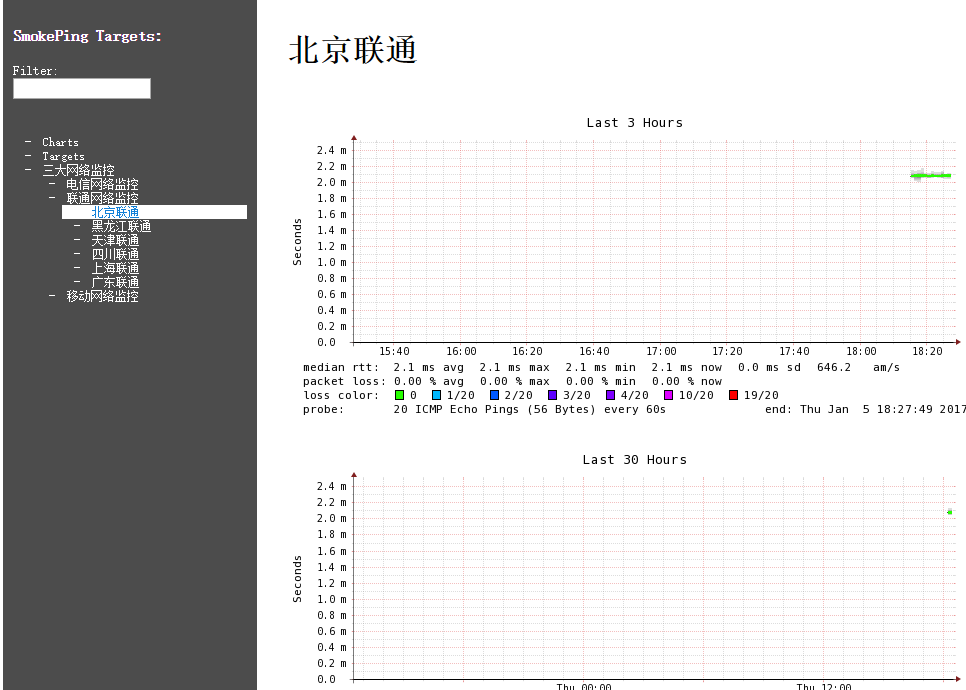 SmokePing Targets:
Filter:
- Charts
- Targets
- 三大网络监控
- 电信网络监控
- 联通网络监控
北京联通
- 黑龙江联通
- 天津联通
- 四川联通
- 上海联通
- 广东联通
- 移动网络监控
北京联通
Last 3 Hours
Seconds
2.4 m
2.2 m
2.0 m
1.8 m
1.6 m
1.4 m
1.2 m
1.0 m
0.8 m
0.6 m
0.4 m
0.2 m
0.0
15:40 16:00 16:20 16:40 17:00 17:20 17:40 18:00 18:20
median rtt: 2.1 ms avg 2.1 ms max 2.1 ms min 2.1 ms now 0.0 ms sd 646.2 am/s
packet loss: 0.00 % avg 0.00 % max 0.00 % min 0.00 % now
loss color: 0 1/20 2/20 3/20 4/20 10/20 19/20
probe: 20 ICMP Echo Pings (56 Bytes) every 60s end: Thu Jan 5 18:27:49 2017
Last 30 Hours
Seconds
2.4 m
2.2 m
2.0 m
1.8 m
1.6 m
1.4 m
1.2 m
1.0 m
0.8 m
0.6 m
0.4 m
0.2 m
0.0
Thu 00:00 Thu 12:00